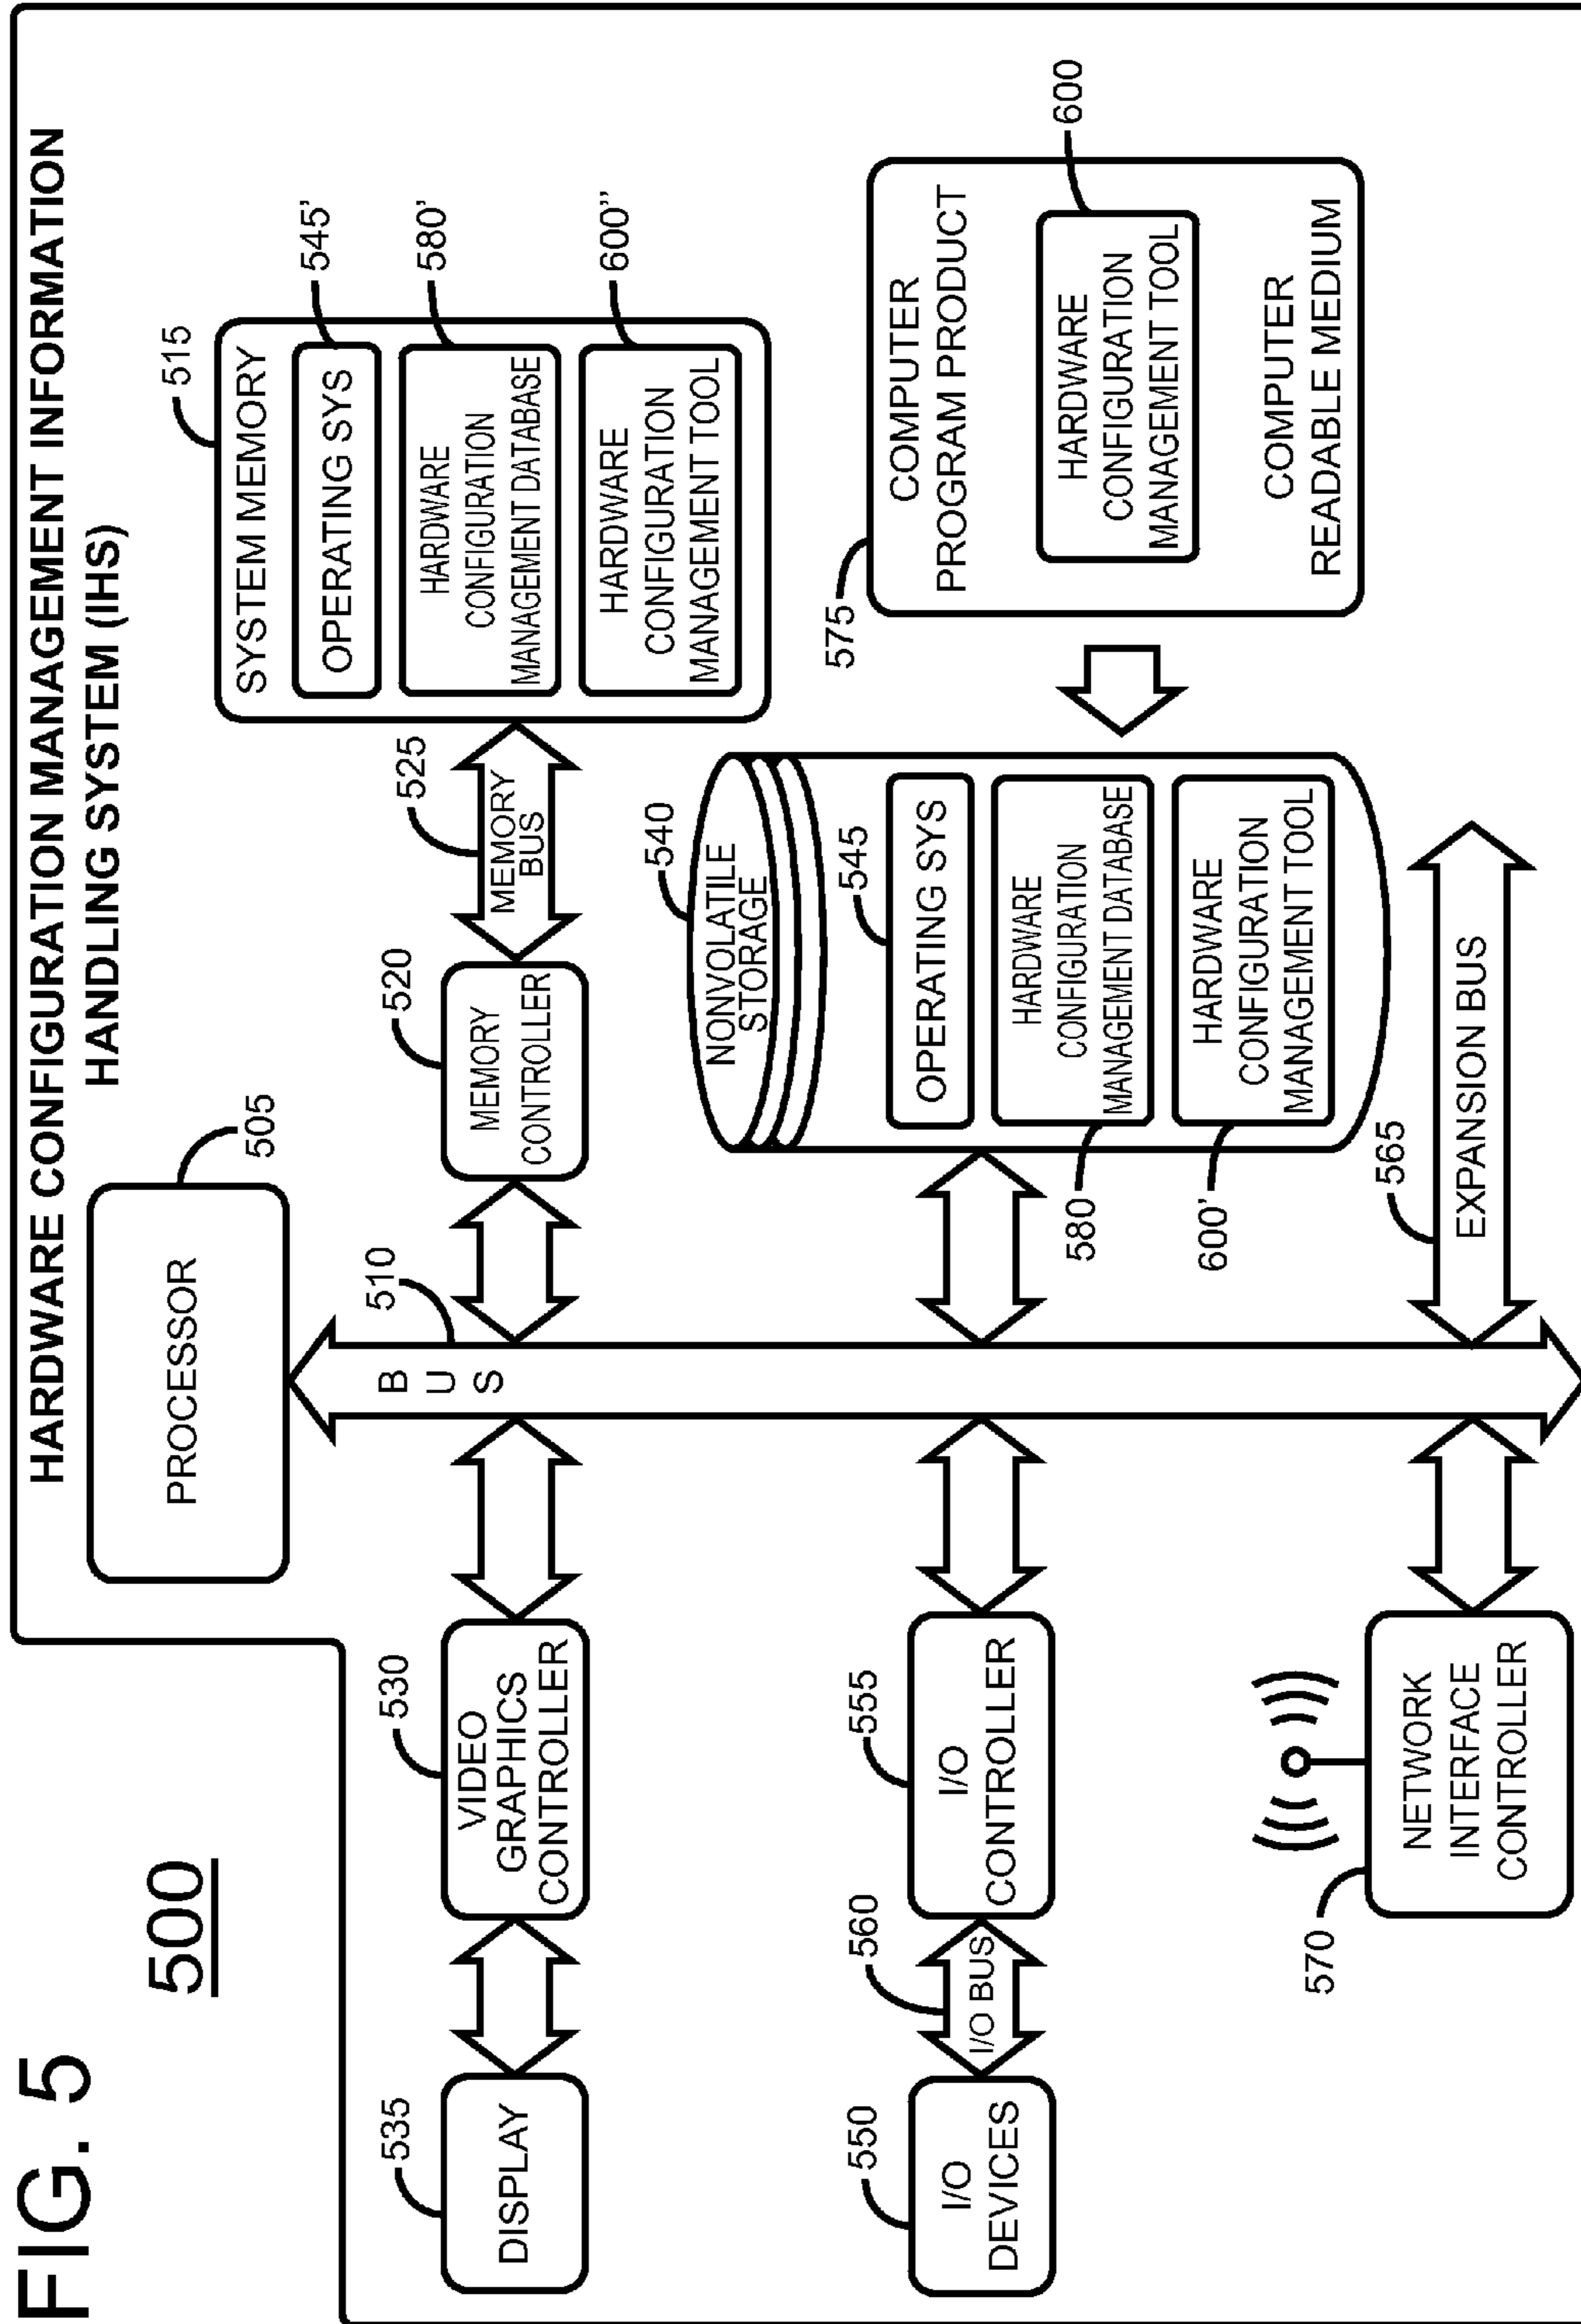 FIG. 5
500
HARDWARE CONFIGURATION MANAGEMENT INFORMATION
HANDLING SYSTEM (IHS)
PROCESSOR
505
510
B
U
S
535
DISPLAY
530
VIDEO
GRAPHICS
CONTROLLER
520
MEMORY
CONTROLLER
525
MEMORY
BUS
515
SYSTEM MEMORY
OPERATING SYS
545'
HARDWARE
CONFIGURATION
MANAGEMENT DATABASE
580'
HARDWARE
CONFIGURATION
MANAGEMENT TOOL
600''
550
I/O
DEVICES
560
I/O BUS
555
I/O
CONTROLLER
540
NONVOLATILE
STORAGE
545
OPERATING SYS
HARDWARE
CONFIGURATION
MANAGEMENT DATABASE
580
HARDWARE
CONFIGURATION
MANAGEMENT TOOL
600'
575
COMPUTER
PROGRAM PRODUCT
HARDWARE
CONFIGURATION
MANAGEMENT TOOL
600
COMPUTER
READABLE MEDIUM
570
NETWORK
INTERFACE
CONTROLLER
565
EXPANSION BUS